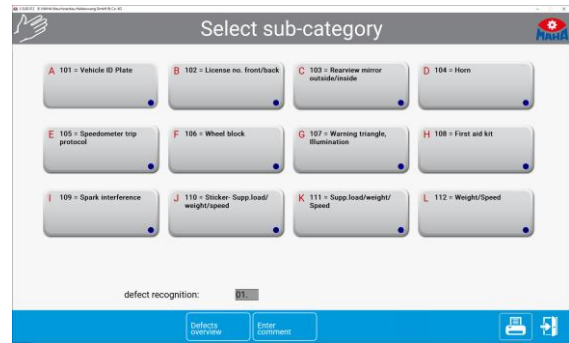 Select sub-category
MAHA
A 101 = Vehicle ID Plate
B 102 = License no. front/back
C 103 = Rearview mirror
outside/inside
D 104 = Horn
E 105 = Speedometer trip
protocol
F 106 = Wheel block
G 107 = Warning triangle,
Illumination
H 108 = First aid kit
I 109 = Spark interference
J 110 = Sticker- Supp.load/
weight/speed
K 111 = Supp.load/weight/
Speed
L 112 = Weight/Speed
defect recognition: 01.
Defects
overview
Enter
comment